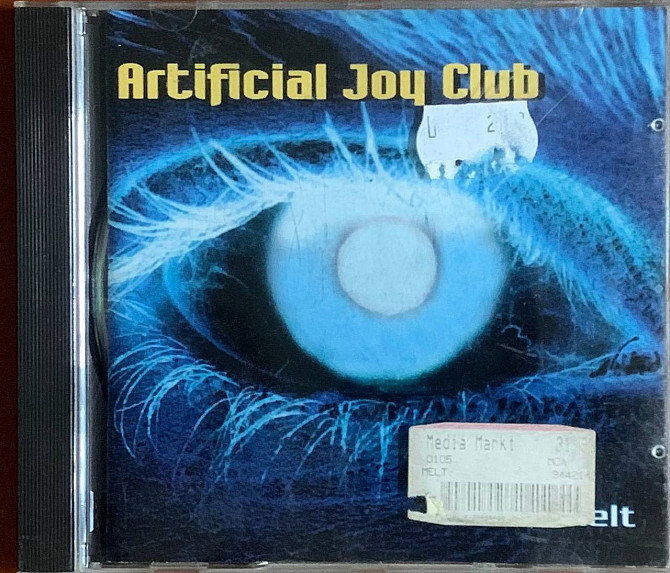 Artificial Joy Club
Media Markt
0105
MELT
elt